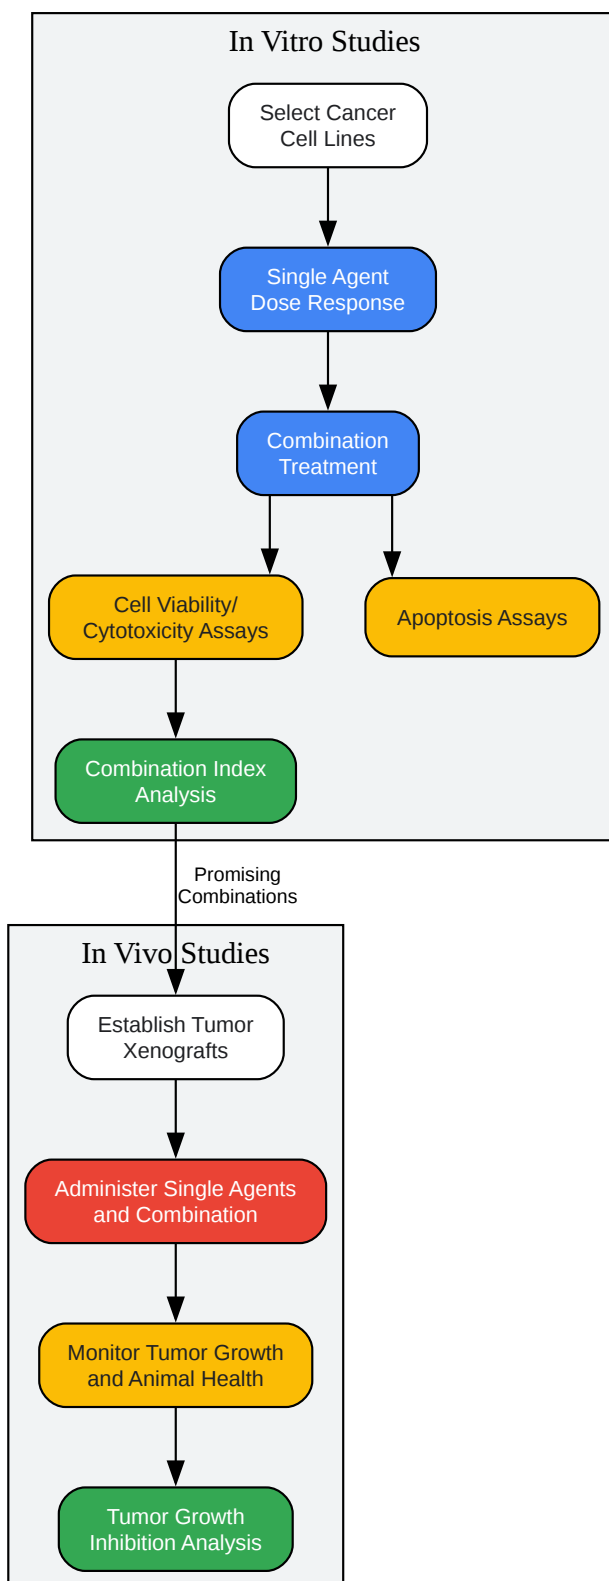 In Vitro Studies
Select Cancer
Cell Lines
Single Agent
Dose Response
Combination
Treatment
Cell Viability/
Cytotoxicity Assays
Apoptosis Assays
Combination Index
Analysis
Promising
Combinations
In Vivo Studies
Establish Tumor
Xenografts
Administer Single Agents
and Combination
Monitor Tumor Growth
and Animal Health
Tumor Growth
Inhibition Analysis